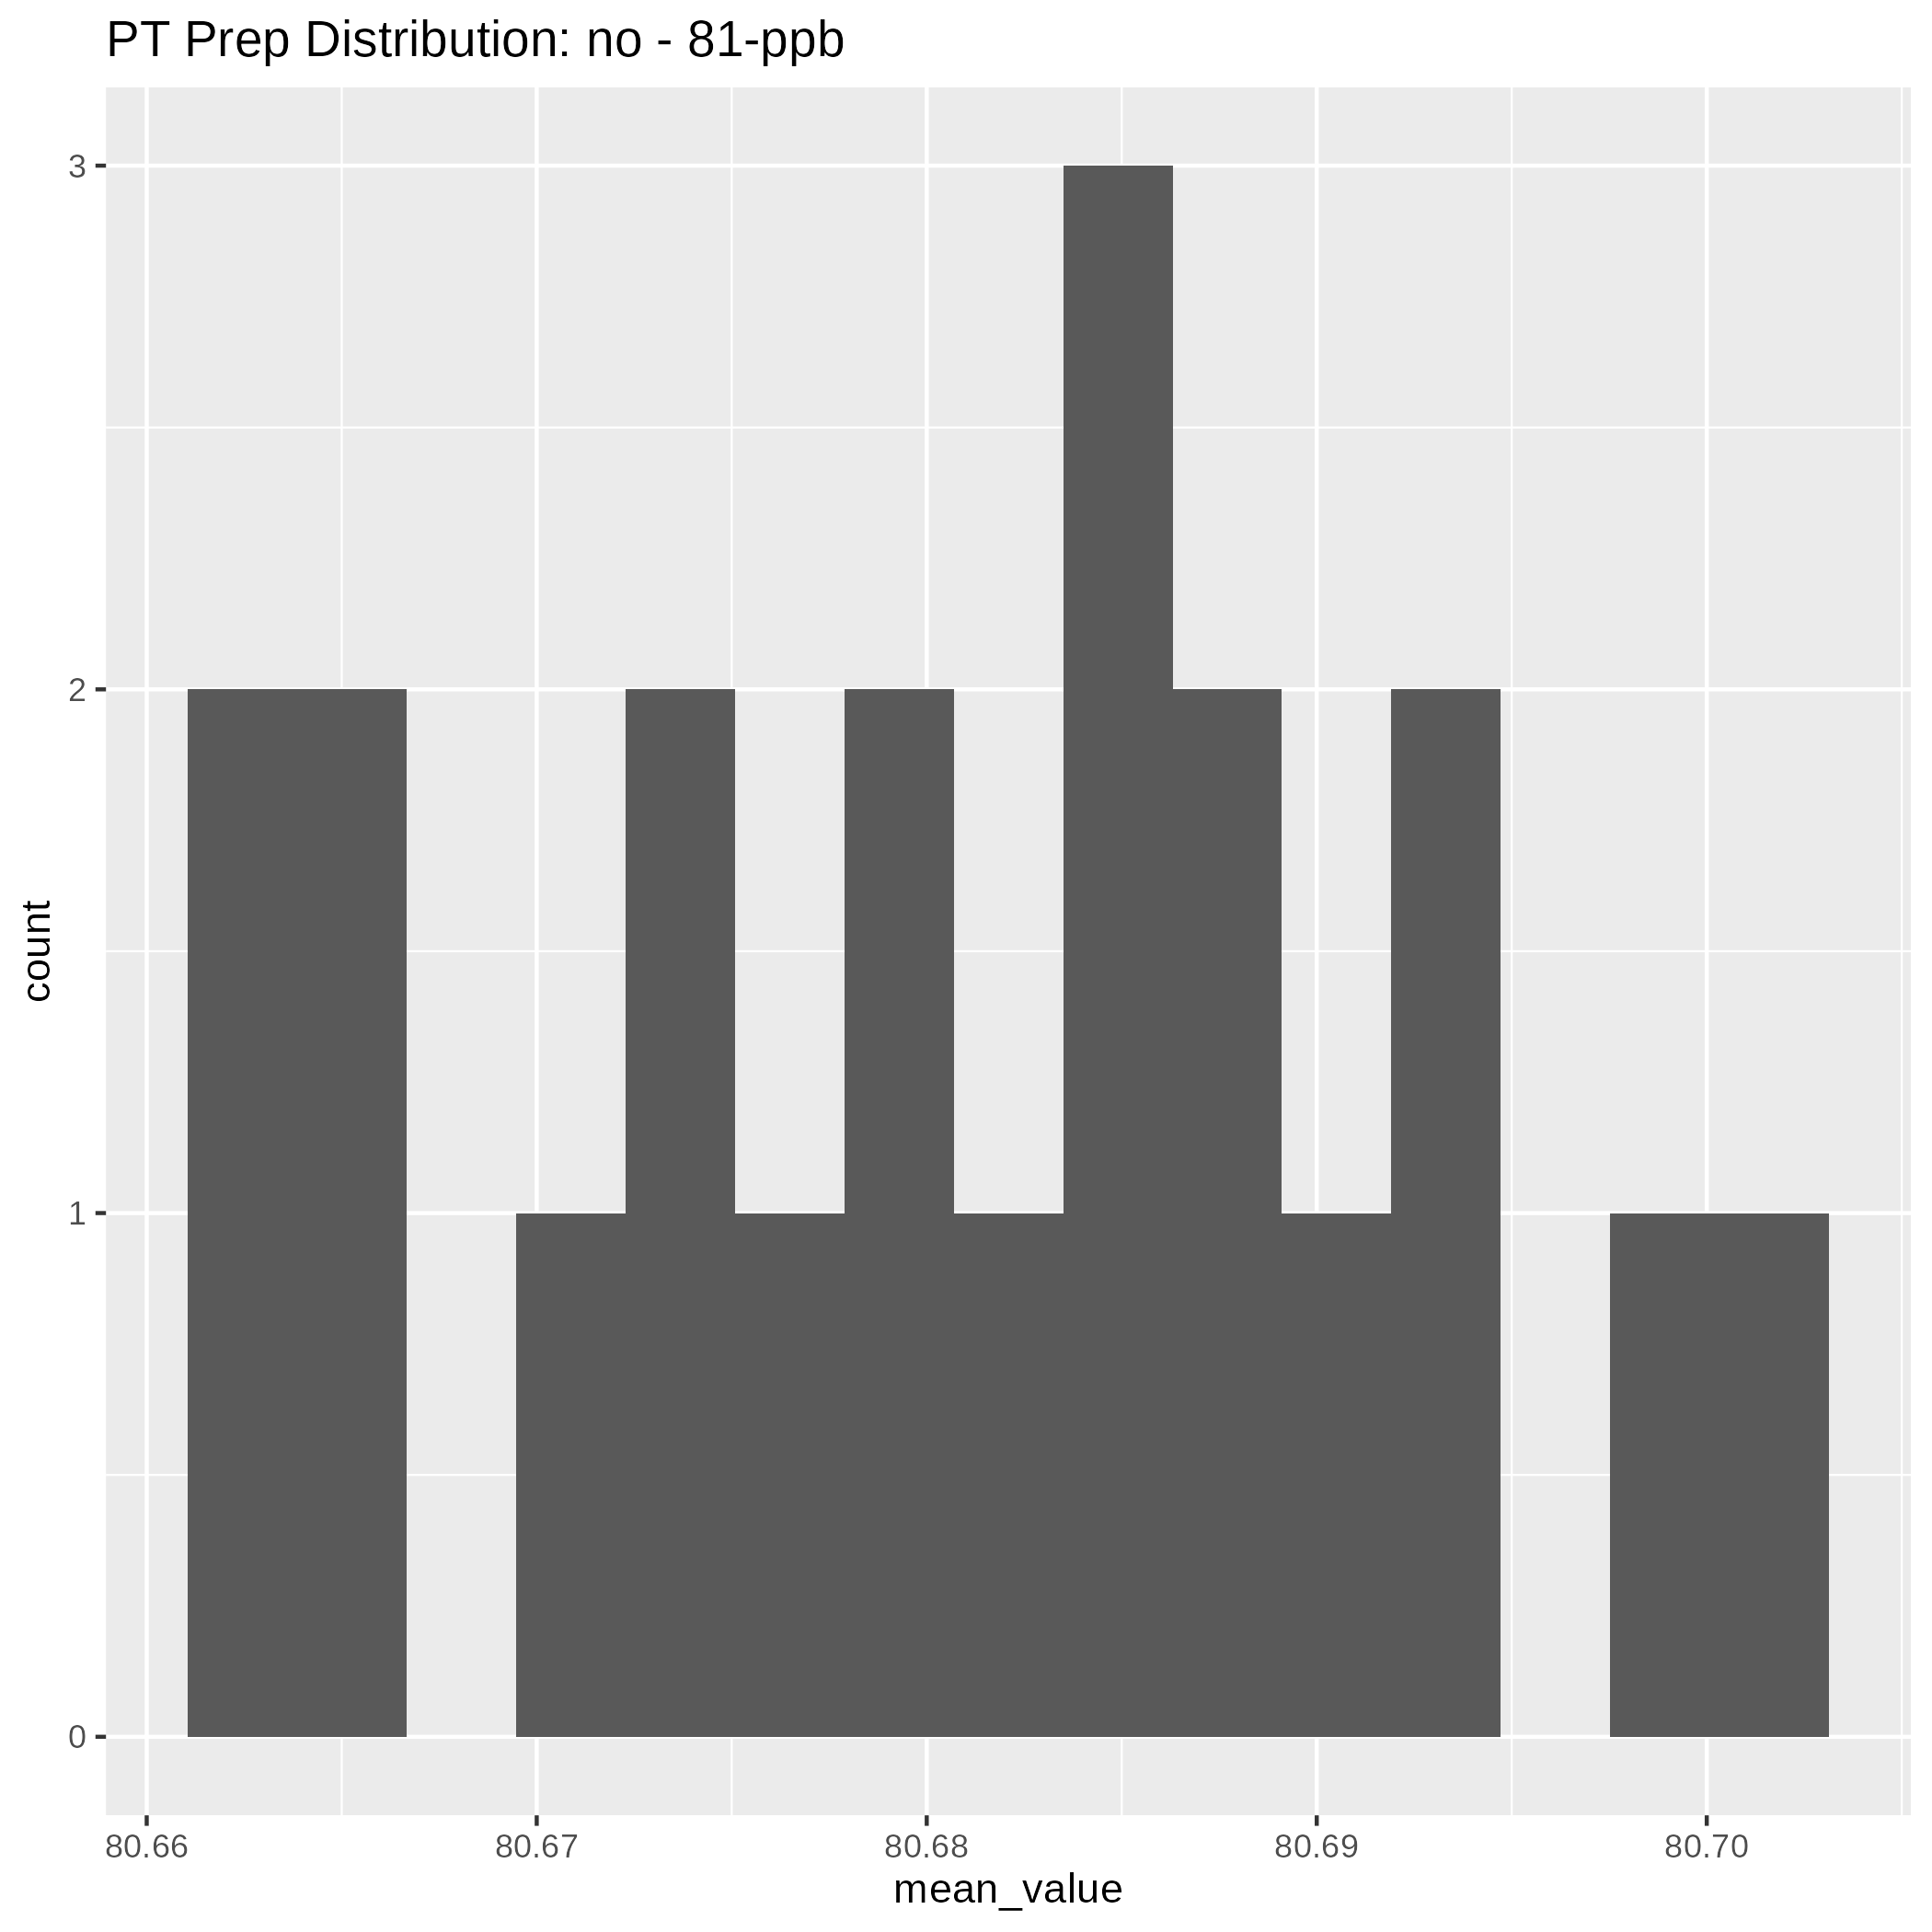 PT Prep Distribution: no - 81-ppb
3
2
1
0
count
80.66 80.67 80.68 80.69 80.70
mean_value